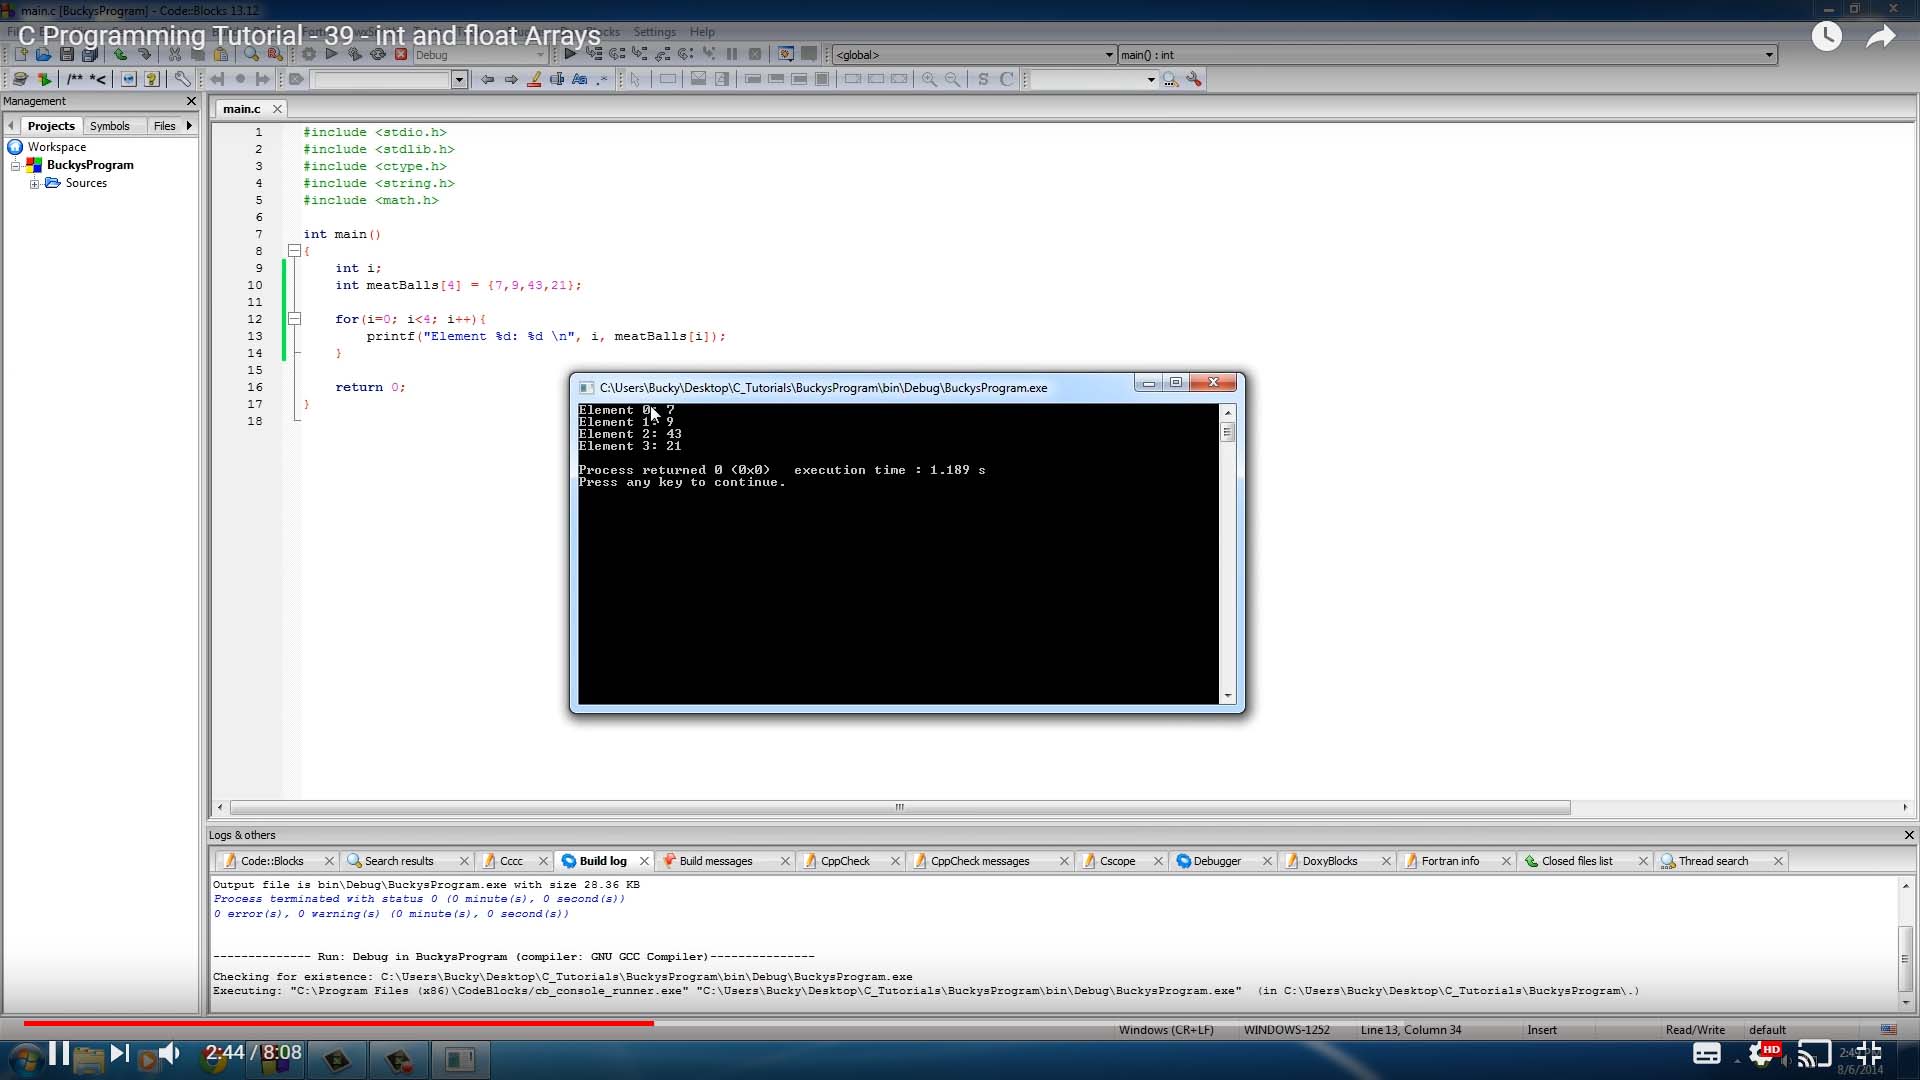 main.c [BuckysProgram] - Code::Blocks 13.12
C Programming Tutorial - 39 - int and float Arrays
Settings Help
Debug
<global>
main() : int
Management
main.c
Projects Symbols Files
Workspace
BuckysProgram
Sources
1 #include <stdio.h>
2 #include <stdlib.h>
3 #include <ctype.h>
4 #include <string.h>
5 #include <math.h>
6
7 int main()
8 {
9 int i;
10 int meatBalls[4] = {7,9,43,21};
11
12 for(i=0; i<4; i++){
13 printf("Element %d: %d \n", i, meatBalls[i]);
14 }
15
16 return 0;
17 }
18
C:\Users\Bucky\Desktop\C_Tutorials\BuckysProgram\bin\Debug\BuckysProgram.exe
Element 0: 7
Element 1: 9
Element 2: 43
Element 3: 21
Process returned 0 (0x0) execution time : 1.189 s
Press any key to continue.
Logs & others
Code::Blocks Search results Cccc Build log Build messages CppCheck CppCheck messages Cscope Debugger DoxyBlocks Fortran info Closed files list Thread search
Output file is bin\Debug\BuckysProgram.exe with size 28.36 KB
Process terminated with status 0 (0 minute(s), 0 second(s))
0 error(s), 0 warning(s) (0 minute(s), 0 second(s))
-------------- Run: Debug in BuckysProgram (compiler: GNU GCC Compiler)---------------
Checking for existence: C:\Users\Bucky\Desktop\C_Tutorials\BuckysProgram\bin\Debug\BuckysProgram.exe
Executing: "C:\Program Files (x86)\CodeBlocks/cb_console_runner.exe" "C:\Users\Bucky\Desktop\C_Tutorials\BuckysProgram\bin\Debug\BuckysProgram.exe" (in C:\Users\Bucky\Desktop\C_Tutorials\BuckysProgram\.)
Windows (CR+LF) WINDOWS-1252 Line 13, Column 34 Insert Read/Write default
2:44 / 8:08
HD
8/6/2014